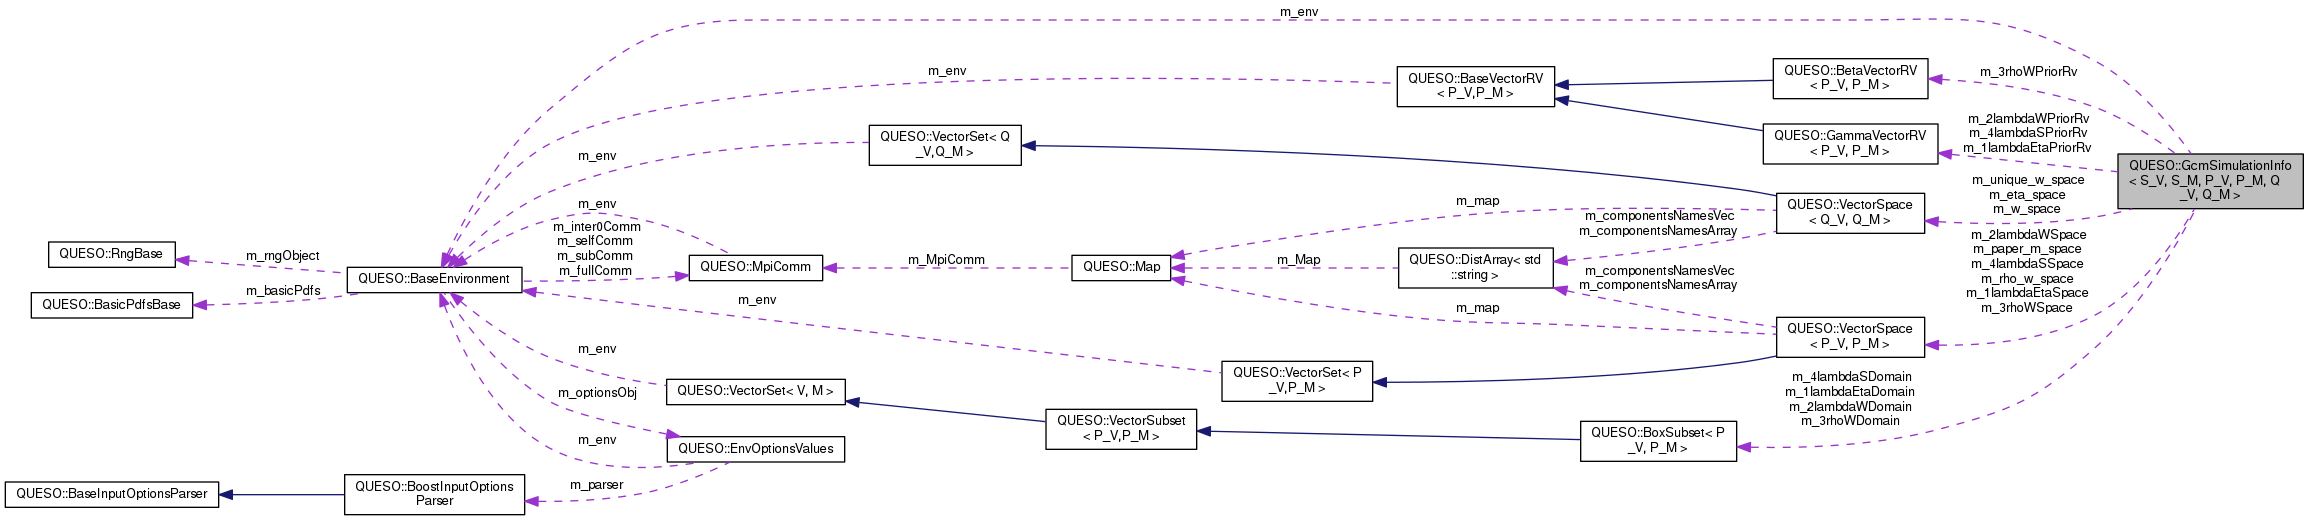 m_env
m_env
QUESO::BaseVectorRV
< P_V,P_M >
QUESO::BetaVectorRV
< P_V, P_M >
m_3rhoWPriorRv
QUESO::VectorSet< Q
_V,Q_M >
QUESO::GammaVectorRV
< P_V, P_M >
m_2lambdaWPriorRv
m_4lambdaSPriorRv
m_1lambdaEtaPriorRv
m_env
QUESO::GcmSimulationInfo
< S_V, S_M, P_V, P_M, Q
_V, Q_M >
m_unique_w_space
m_eta_space
m_w_space
m_env
m_map
QUESO::VectorSpace
< Q_V, Q_M >
m_componentsNamesVec
m_componentsNamesArray
m_inter0Comm
m_selfComm
m_subComm
m_fullComm
m_2lambdaWSpace
m_paper_m_space
m_4lambdaSSpace
m_rho_w_space
m_1lambdaEtaSpace
m_3rhoWSpace
QUESO::RngBase
m_rngObject
QUESO::BaseEnvironment
QUESO::MpiComm
m_MpiComm
QUESO::Map
m_Map
QUESO::DistArray< std
::string >
m_componentsNamesVec
m_componentsNamesArray
QUESO::BasicPdfsBase
m_basicPdfs
m_env
m_map
QUESO::VectorSpace
< P_V, P_M >
m_env
QUESO::VectorSet< P
_V,P_M >
QUESO::VectorSet< V, M >
m_optionsObj
m_4lambdaSDomain
m_1lambdaEtaDomain
m_2lambdaWDomain
m_3rhoWDomain
QUESO::VectorSubset
< P_V,P_M >
QUESO::BoxSubset< P
_V, P_M >
m_env
QUESO::EnvOptionsValues
m_parser
QUESO::BaseInputOptionsParser
QUESO::BoostInputOptions
Parser